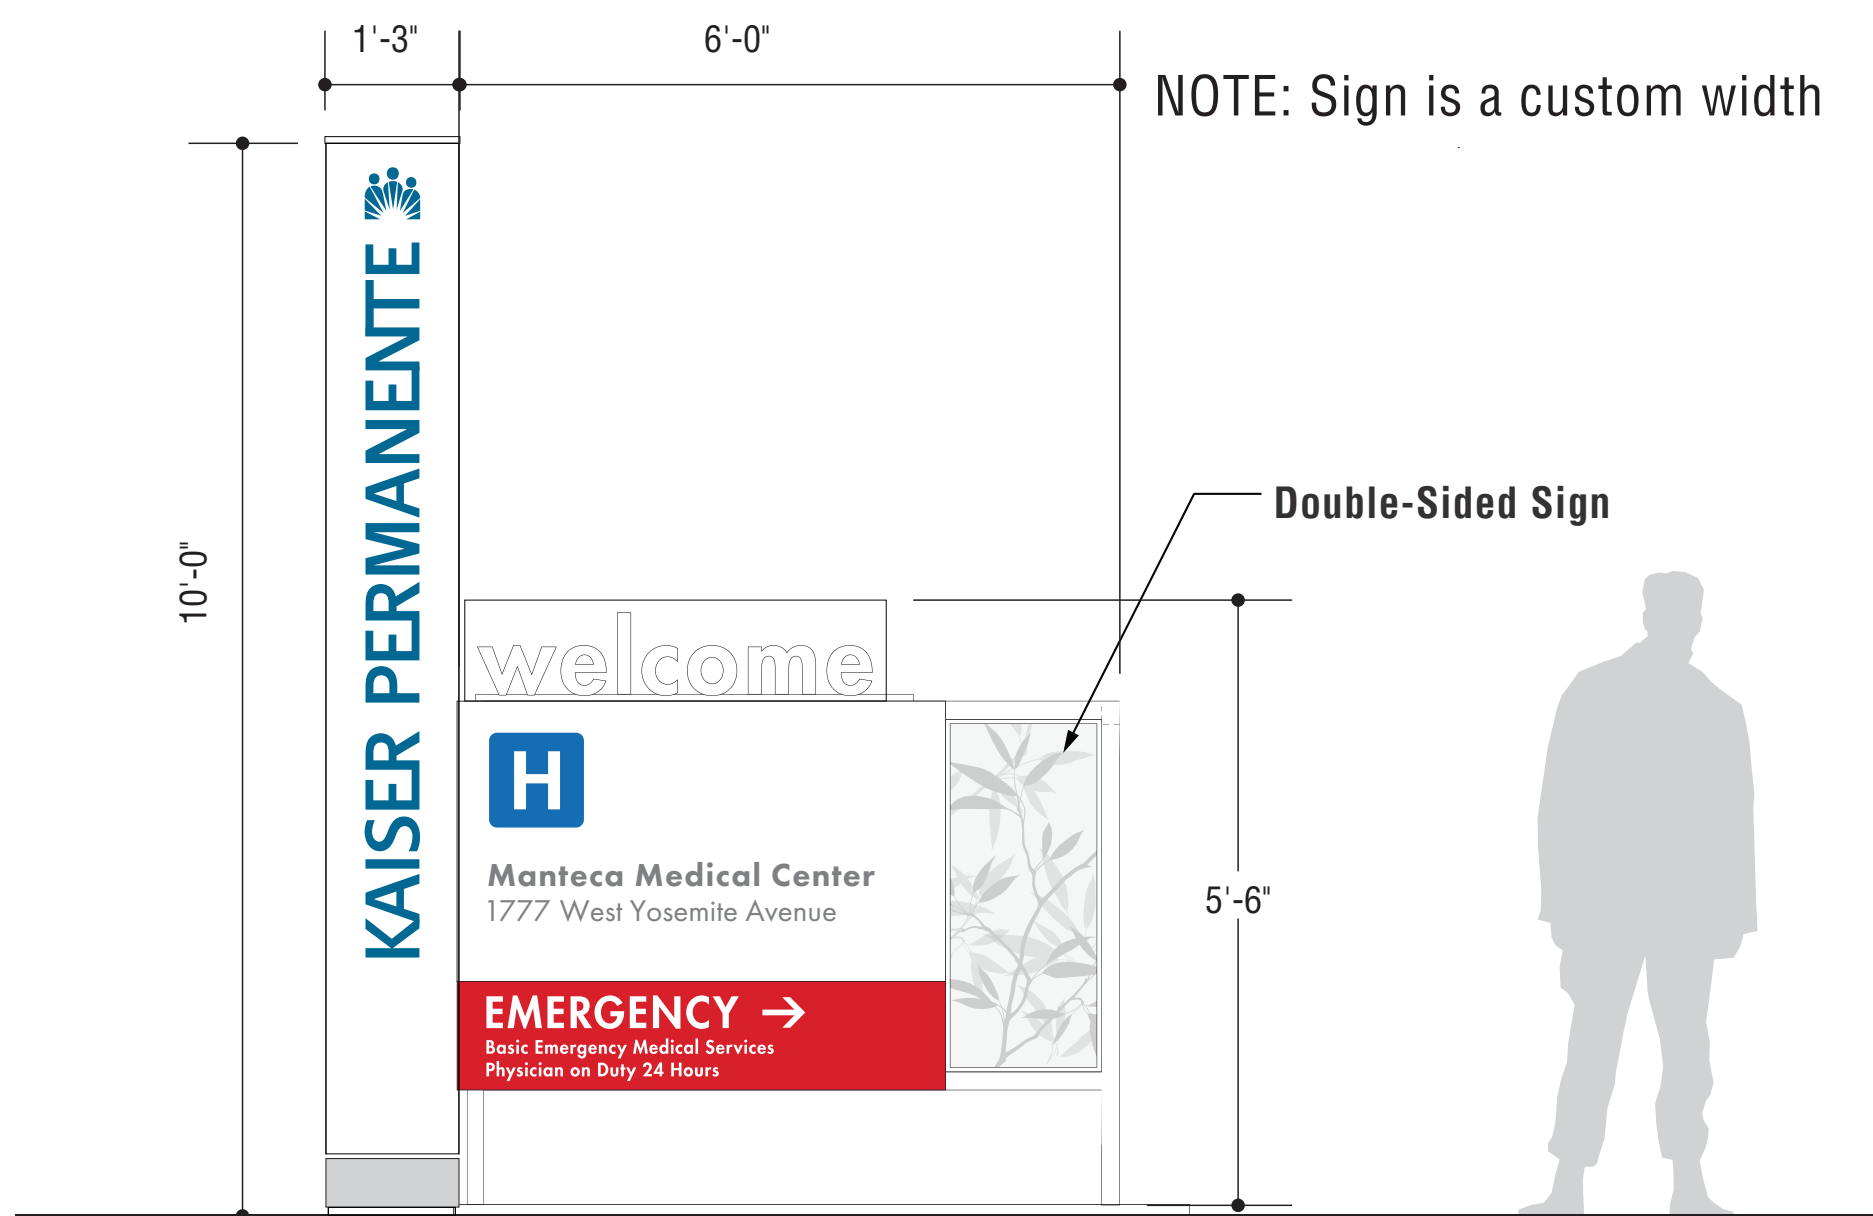 1'-3"
6'-0"
NOTE: Sign is a custom width
10'-0"
KAISER PERMANENTE
Double-Sided Sign
welcome
H
Manteca Medical Center
1777 West Yosemite Avenue
5'-6"
EMERGENCY →
Basic Emergency Medical Services
Physician on Duty 24 Hours